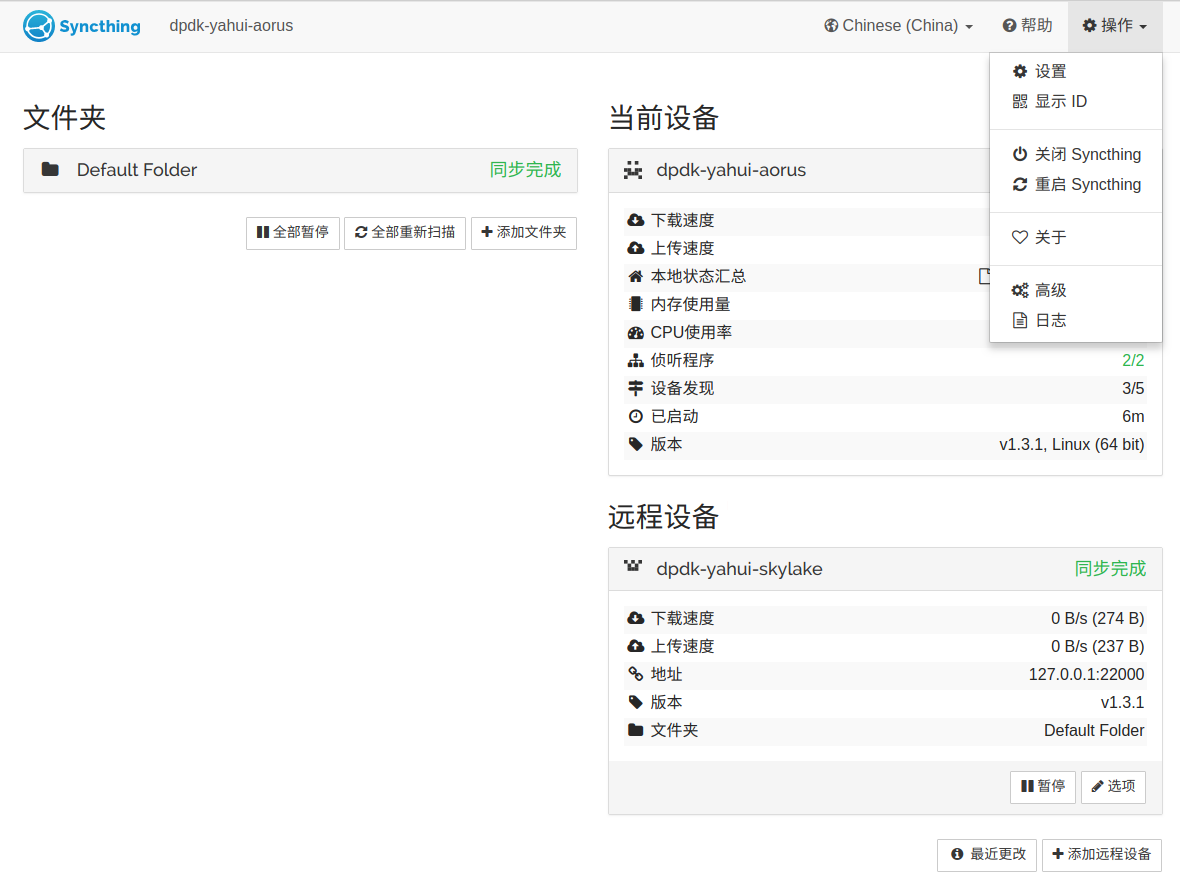 Syncthing
dpdk-yahui-aorus
Chinese (China)
帮助
操作
设置
显示 ID
关闭 Syncthing
重启 Syncthing
关于
高级
日志
文件夹
Default Folder
同步完成
全部暂停
全部重新扫描
添加文件夹
当前设备
dpdk-yahui-aorus
下载速度
上传速度
本地状态汇总
内存使用量
CPU使用率
侦听程序 2/2
设备发现 3/5
已启动 6m
版本 v1.3.1, Linux (64 bit)
远程设备
dpdk-yahui-skylake 同步完成
下载速度 0 B/s (274 B)
上传速度 0 B/s (237 B)
地址 127.0.0.1:22000
版本 v1.3.1
文件夹 Default Folder
暂停
选项
最近更改
添加远程设备